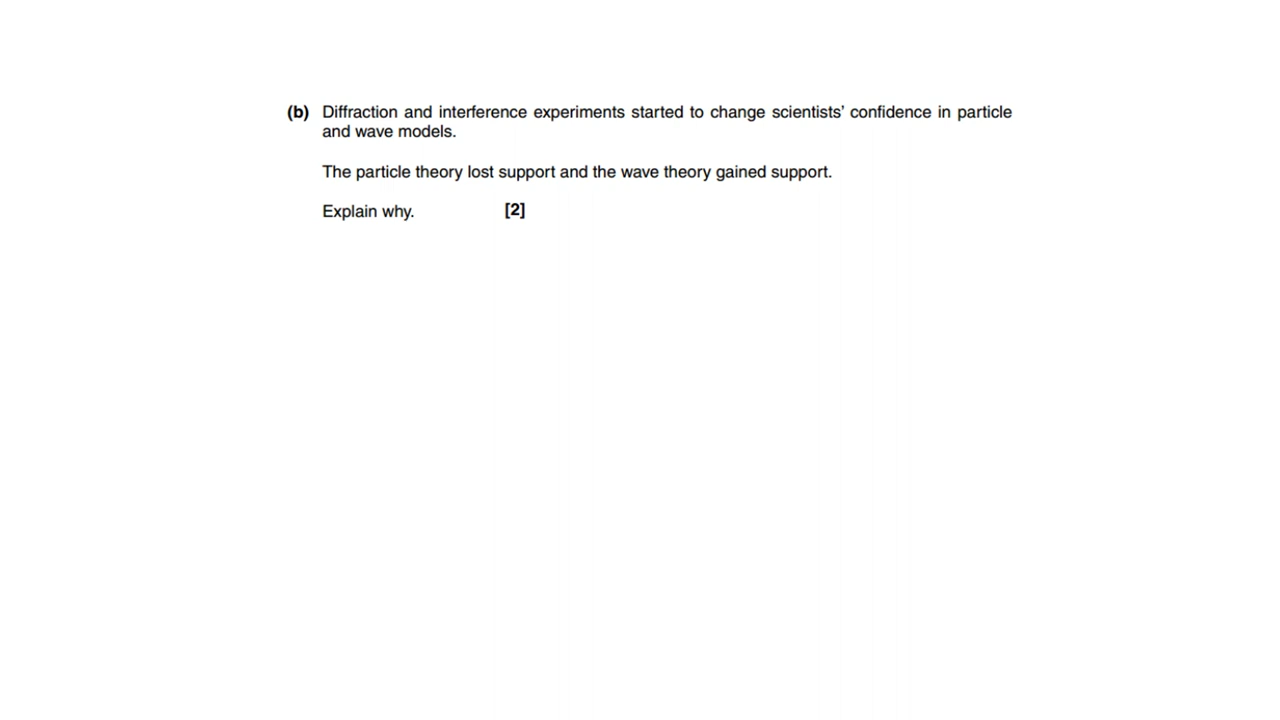 (b) Diffraction and interference experiments started to change scientists’ confidence in particle
and wave models.
The particle theory lost support and the wave theory gained support.
Explain why. [2]